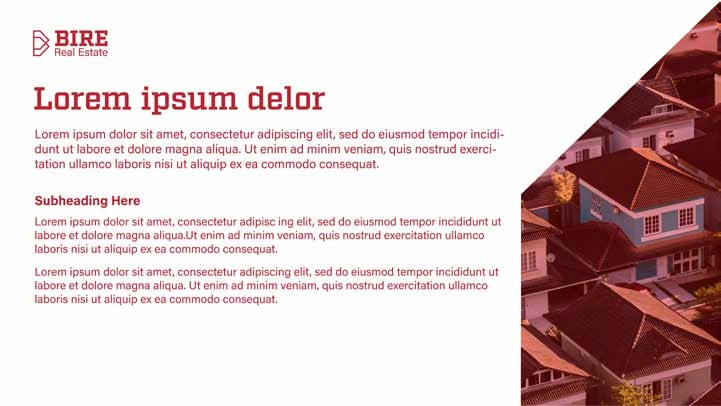 BIRE
Real Estate
Lorem ipsum delor
Lorem ipsum dolor sit amet, consectetur adipiscing elit, sed do eiusmod tempor incidi-
dunt ut labore et dolore magna aliqua. Ut enim ad minim veniam, quis nostrud exerci-
tation ullamco laboris nisi ut aliquip ex ea commodo consequat.
Subheading Here
Lorem ipsum dolor sit amet, consectetur adipisc ing elit, sed do eiusmod tempor incididunt ut
labore et dolore magna aliqua.Ut enim ad minim veniam, quis nostrud exercitation ullamco
laboris nisi ut aliquip ex ea commodo consequat.
Lorem ipsum dolor sit amet, consectetur adipiscing elit, sed do eiusmod tempor incididunt ut
labore et dolore magna aliqua. Ut enim ad minim veniam, quis nostrud exercitation ullamco
laboris nisi ut aliquip ex ea commodo consequat.